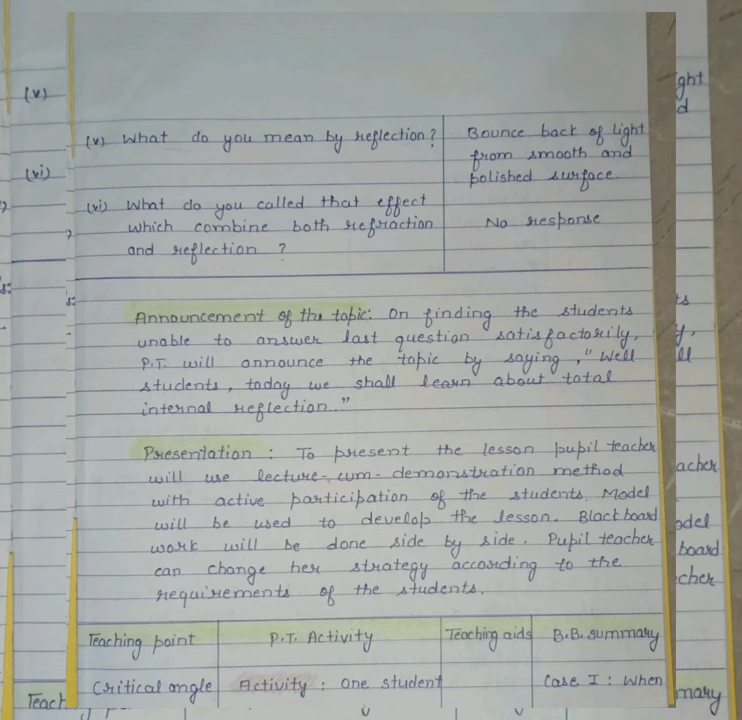 (v) What do you mean by reflection? Bounce back of light
from smooth and
polished surface.
(vi) What do you called that effect
which combine both refraction No response
and reflection ?
Announcement of the topic: On finding the students
unable to answer last question satisfactorily,
P.T. will announce the topic by saying, "Well
students, today we shall learn about total
internal reflection."
Presentation : To present the lesson pupil teacher
will use lecture-cum-demonstration method
with active participation of the students. Model
will be used to develop the lesson. Blackboard
work will be done side by side. Pupil teacher
can change her strategy according to the
requirements of the students.
Teaching point P.T. Activity Teaching aids B.B. summary
Critical angle Activity : One student Case I : When